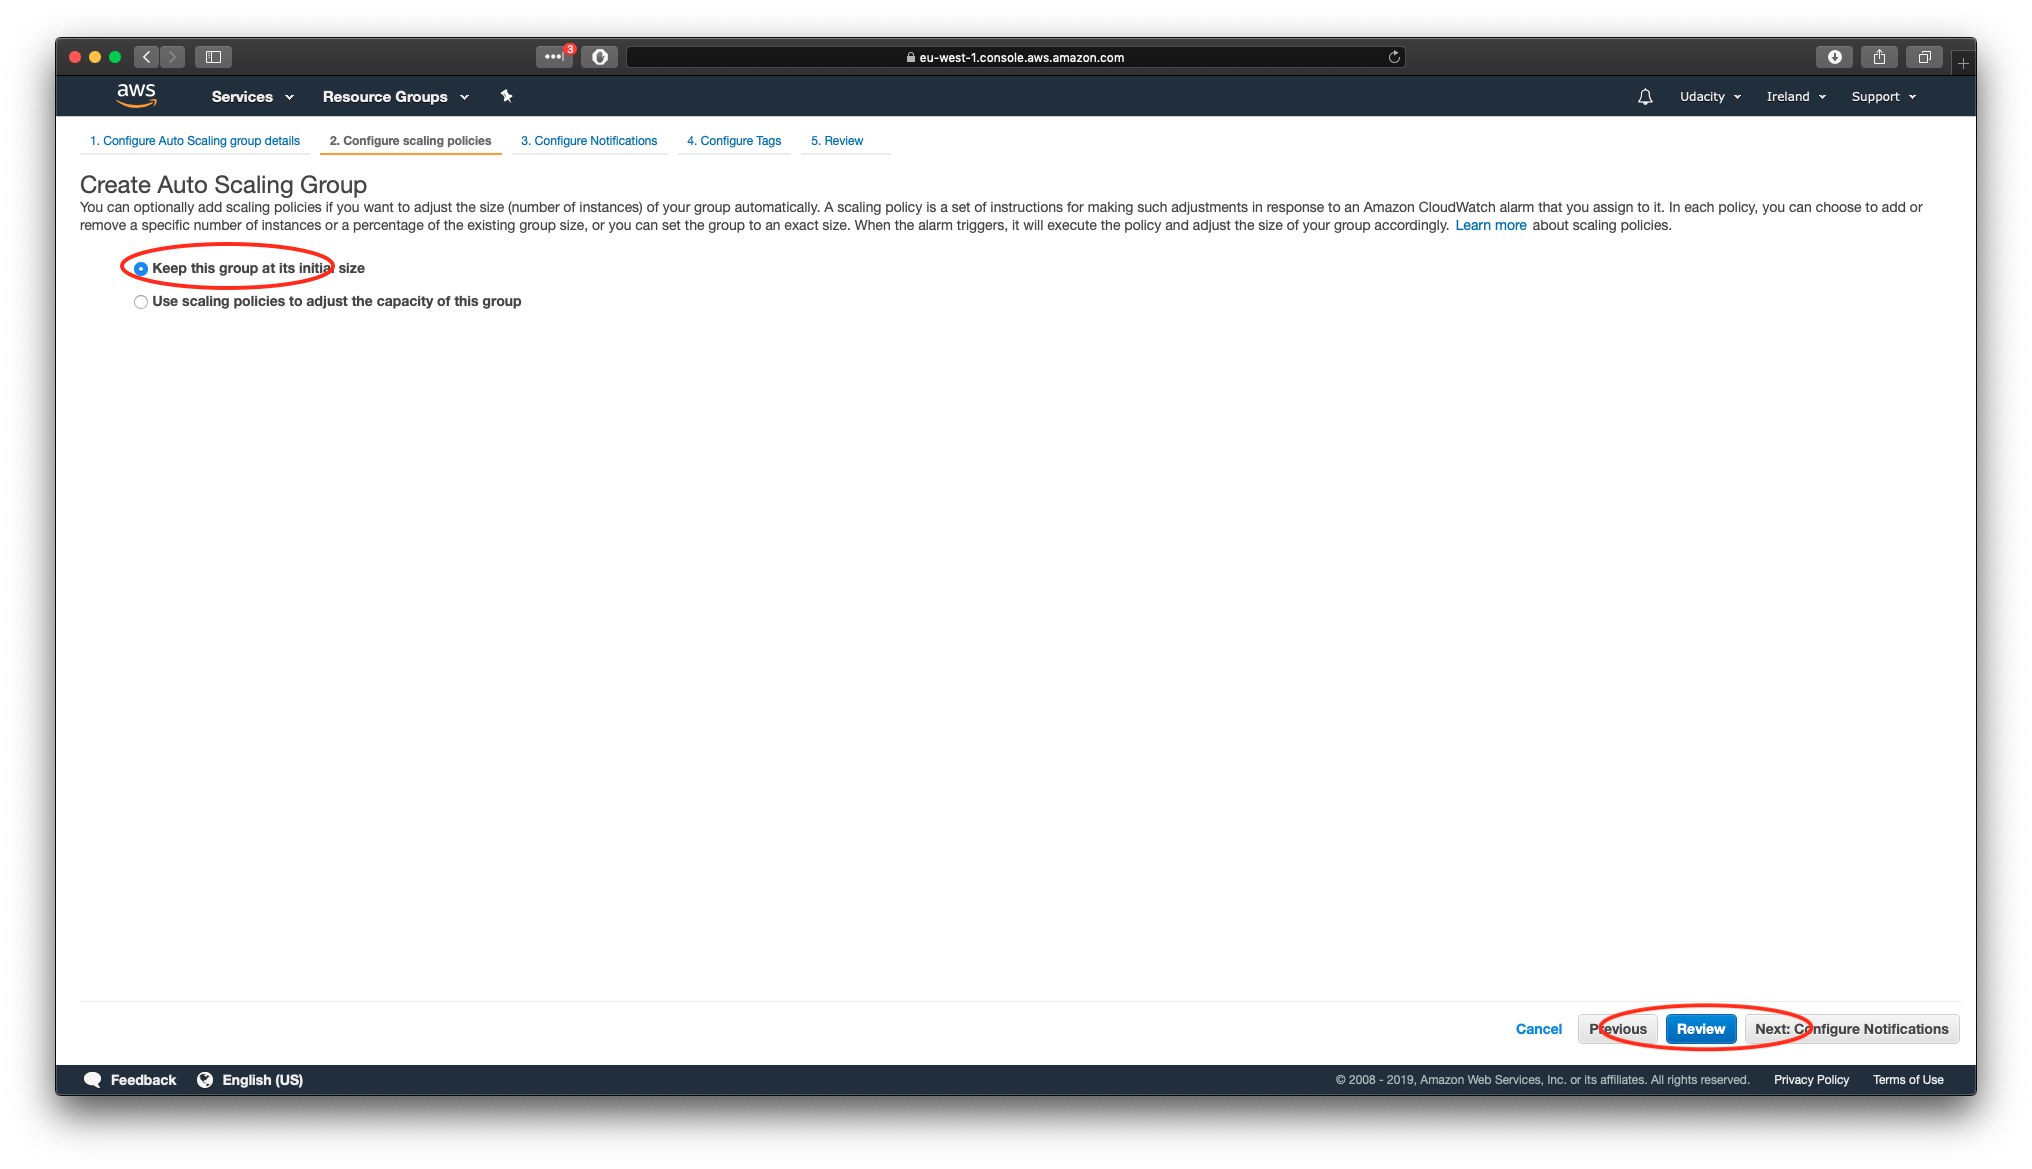 3
eu-west-1.console.aws.amazon.com
aws Services Resource Groups Udacity Ireland Support
1. Configure Auto Scaling group details 2. Configure scaling policies 3. Configure Notifications 4. Configure Tags 5. Review
Create Auto Scaling Group
You can optionally add scaling policies if you want to adjust the size (number of instances) of your group automatically. A scaling policy is a set of instructions for making such adjustments in response to an Amazon CloudWatch alarm that you assign to it. In each policy, you can choose to add or
remove a specific number of instances or a percentage of the existing group size, or you can set the group to an exact size. When the alarm triggers, it will execute the policy and adjust the size of your group accordingly. Learn more about scaling policies.
Keep this group at its initial size
Use scaling policies to adjust the capacity of this group
Cancel Previous Review Next: Configure Notifications
Feedback English (US) © 2008 - 2019, Amazon Web Services, Inc. or its affiliates. All rights reserved. Privacy Policy Terms of Use